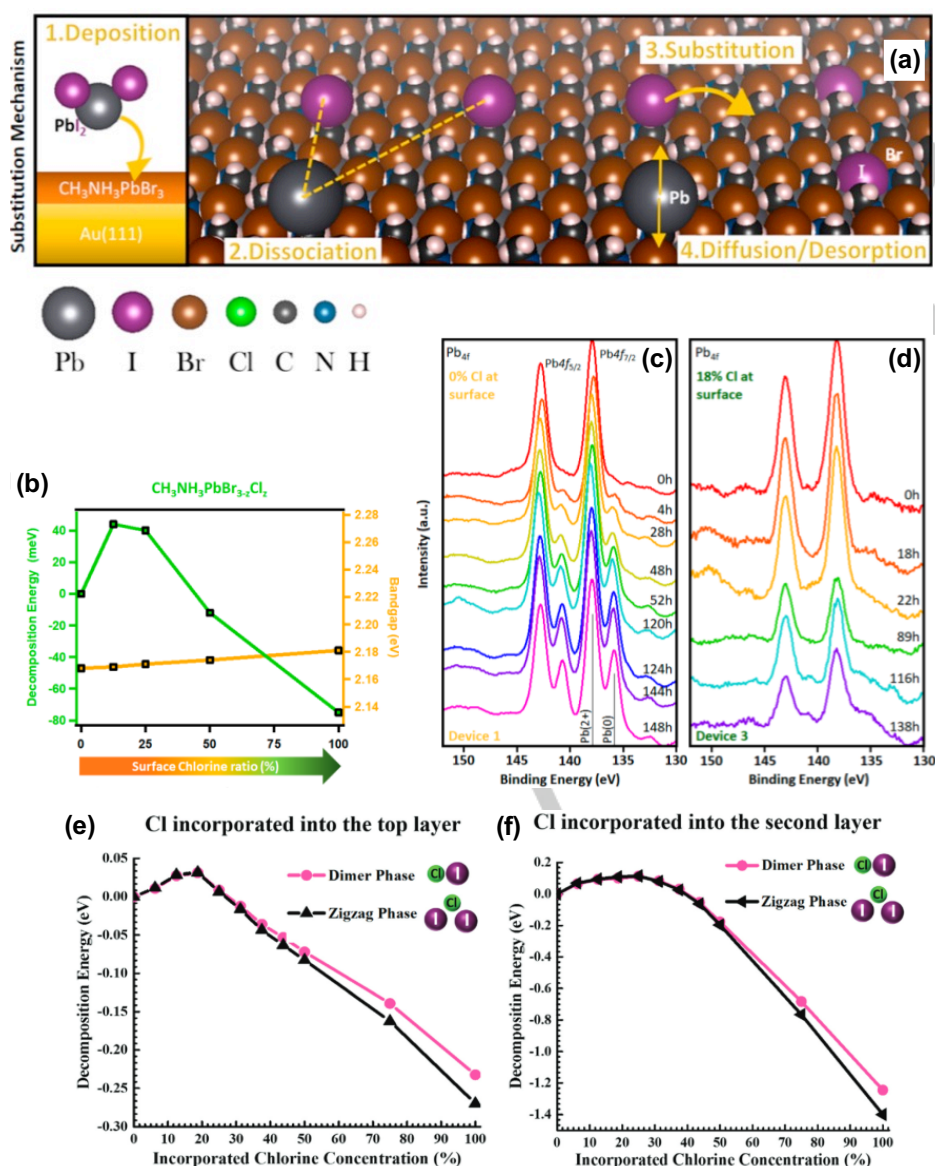 Substitution Mechanism
1.Deposition
PbI2
CH3NH3PbBr3
Au(111)
2.Dissociation
3.Substitution
(a)
Br
I
Pb
4.Diffusion/Desorption
Pb I Br Cl C N H
(b)
CH3NH3PbBr3-zClz
Decomposition Energy (meV)
40
20
0
-20
-40
-60
-80
Bandgap (eV)
2.28
2.26
2.24
2.22
2.20
2.18
2.16
2.14
0 25 50 75 100
Surface Chlorine ratio (%)
Pb4f
Pb4f5/2
Pb4f7/2
(c)
0% Cl at
surface
0h
4h
28h
48h
52h
120h
124h
144h
148h
Pb(2+)
Pb(0)
Device 1
Intensity (a.u.)
150 145 140 135 130
Binding Energy (eV)
Pb4f
(d)
18% Cl at
surface
0h
18h
22h
89h
116h
138h
Device 3
150 145 140 135 130
Binding Energy (eV)
(e) Cl incorporated into the top layer
Decomposition Energy (eV)
0.05
0.00
-0.05
-0.10
-0.15
-0.20
-0.25
-0.30
Dimer Phase Cl I
Zigzag Phase Cl
I I
0 10 20 30 40 50 60 70 80 90 100
Incorporated Chlorine Concentration (%)
(f) Cl incorporated into the second layer
Decompositin Energy (eV)
0.2
0.0
-0.2
-0.4
-0.6
-0.8
-1.0
-1.2
-1.4
Dimer Phase Cl I
Zigzag Phase Cl
I I
0 10 20 30 40 50 60 70 80 90 100
Incorporated Chlorine Concentration (%)